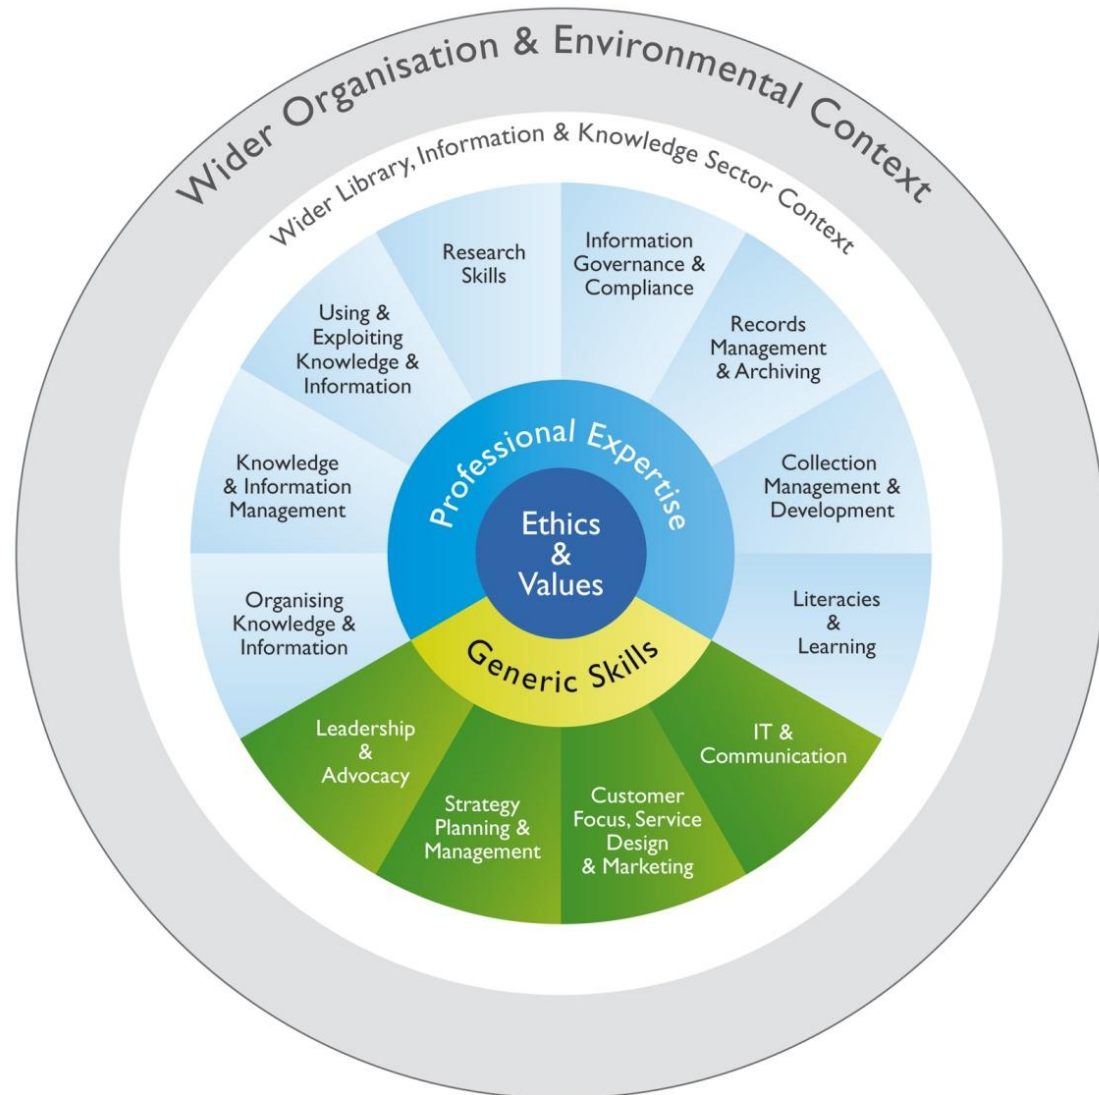 Wider Organisation & Environmental Context
Wider Library, Information & Knowledge Sector Context
Research
Skills
Information
Governance &
Compliance
Records
Management
& Archiving
Collection
Management &
Development
Literacies
&
Learning
IT &
Communication
Customer
Focus, Service
Design
& Marketing
Strategy
Planning &
Management
Leadership
&
Advocacy
Organising
Knowledge &
Information
Knowledge
& Information
Management
Using &
Exploiting
Knowledge &
Information
Professional Expertise
Ethics
&
Values
Generic Skills